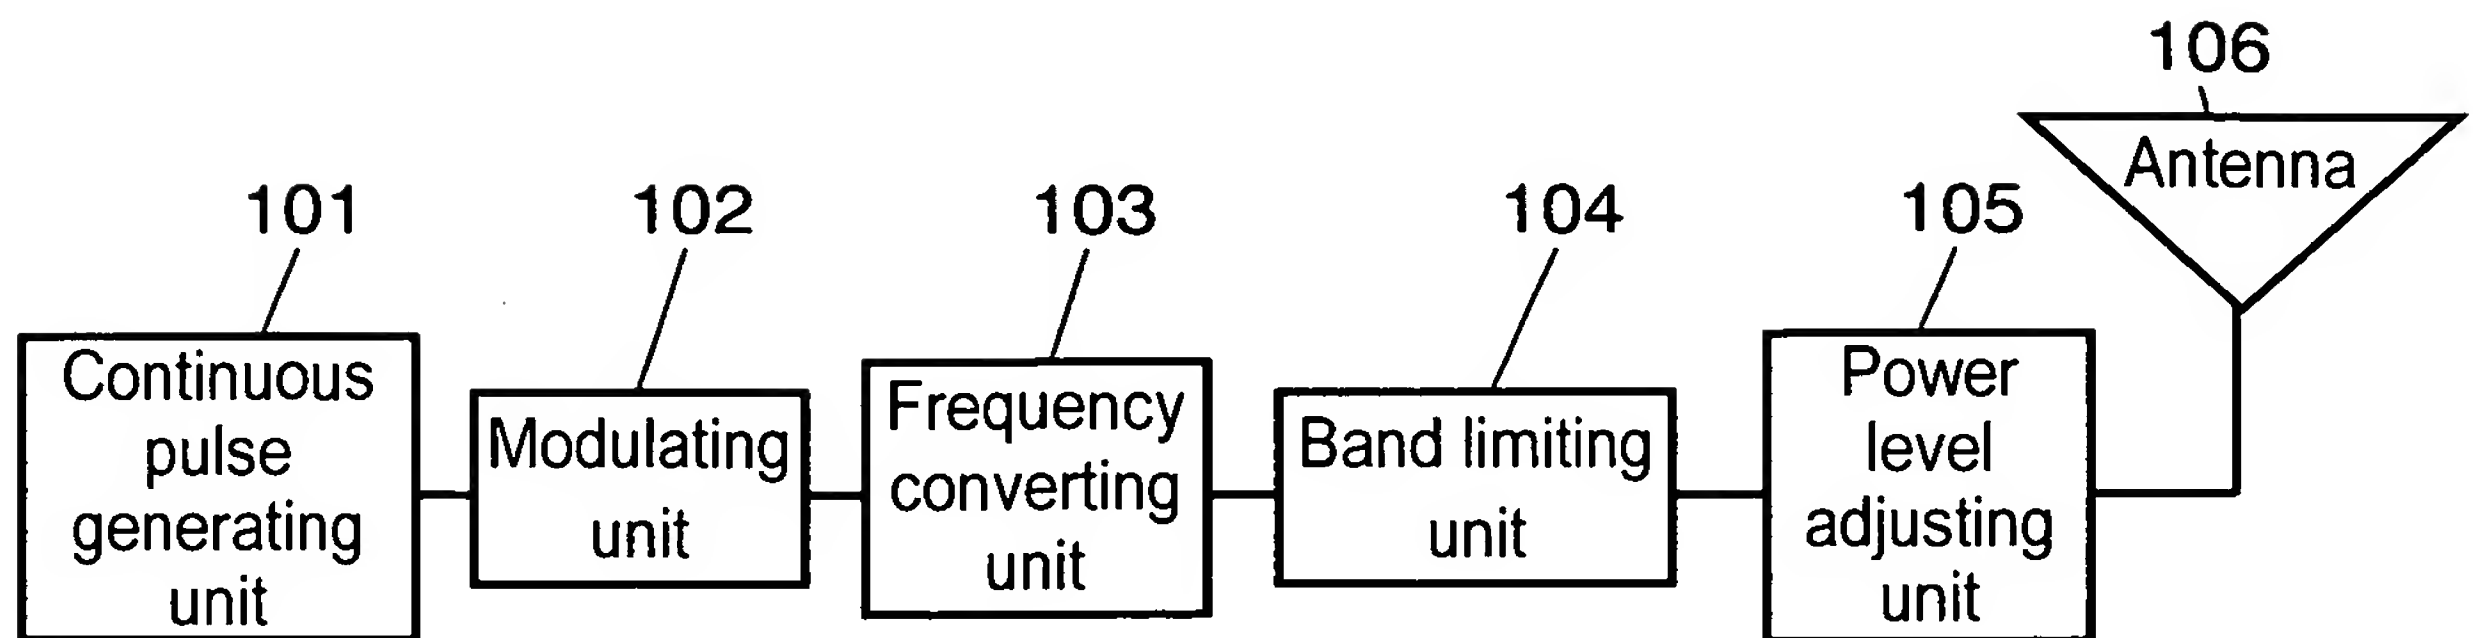 106
Antenna
101
102
103
104
105
Continuous
pulse
generating
unit
Modulating
unit
Frequency
converting
unit
Band limiting
unit
Power
level
adjusting
unit